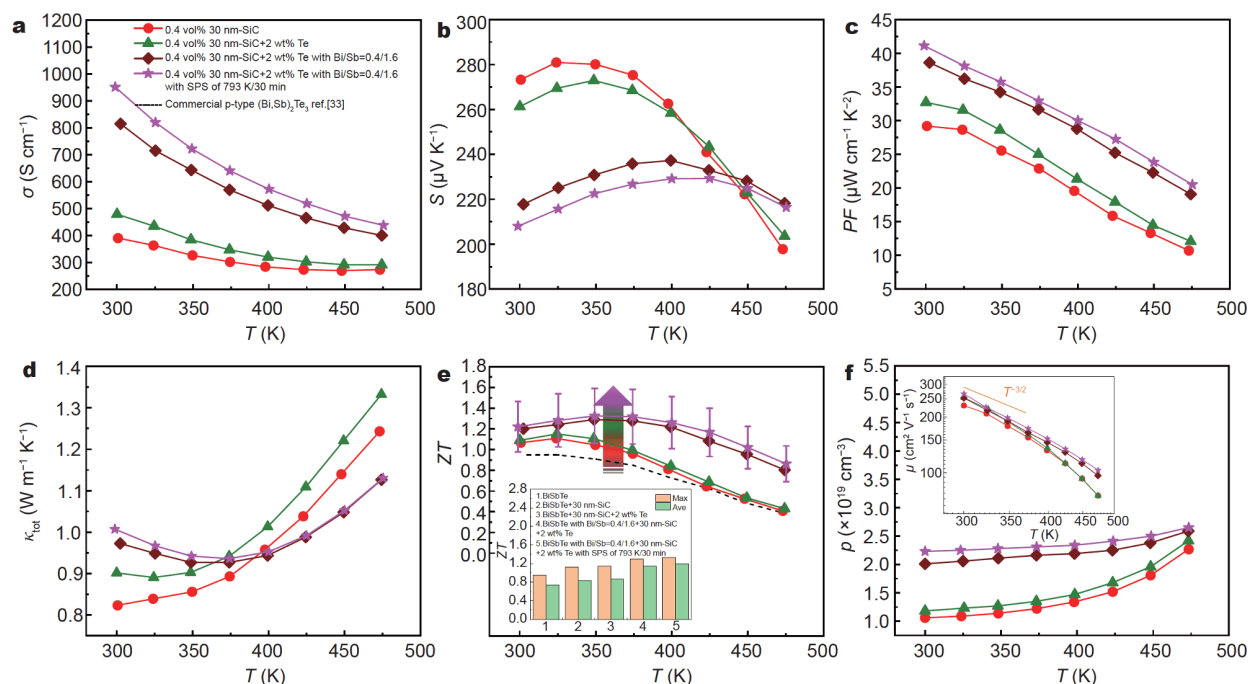 a
1200
1100
1000
900
800
700
600
500
400
300
200
σ (S cm⁻¹)
0.4 vol% 30 nm-SiC
0.4 vol% 30 nm-SiC+2 wt% Te
0.4 vol% 30 nm-SiC+2 wt% Te with Bi/Sb=0.4/1.6
0.4 vol% 30 nm-SiC+2 wt% Te with Bi/Sb=0.4/1.6
with SPS of 793 K/30 min
Commercial p-type (Bi,Sb)₂Te₃ ref.[33]
300 350 400 450 500
T (K)
b
300
280
260
240
220
200
180
S (μV K⁻¹)
300 350 400 450 500
T (K)
c
45
40
35
30
25
20
15
10
5
PF (μW cm⁻¹ K⁻²)
300 350 400 450 500
T (K)
d
1.4
1.3
1.2
1.1
1.0
0.9
0.8
κtot (W m⁻¹ K⁻¹)
300 350 400 450 500
T (K)
e
1.8
1.6
1.4
1.2
1.0
0.8
0.6
0.4
0.2
0.0
ZT
2.8
2.4
2.0
1.6
1.2
0.8
0.4
0.0
ZT
1.BiSbTe
2.BiSbTe+30 nm-SiC
3.BiSbTe+30 nm-SiC+2 wt% Te
4.BiSbTe with Bi/Sb=0.4/1.6+30 nm-SiC
+2 wt% Te
5.BiSbTe with Bi/Sb=0.4/1.6+30 nm-SiC
+2 wt% Te with SPS of 793 K/30 min
Max
Ave
1 2 3 4 5
300 350 400 450 500
T (K)
f
5.5
5.0
4.5
4.0
3.5
3.0
2.5
2.0
1.5
1.0
p (×10¹⁹ cm⁻³)
300
250
200
150
100
μ (cm² V⁻¹ s⁻¹)
T⁻³ᐟ²
300 350 400 450 500
T (K)
300 350 400 450 500
T (K)